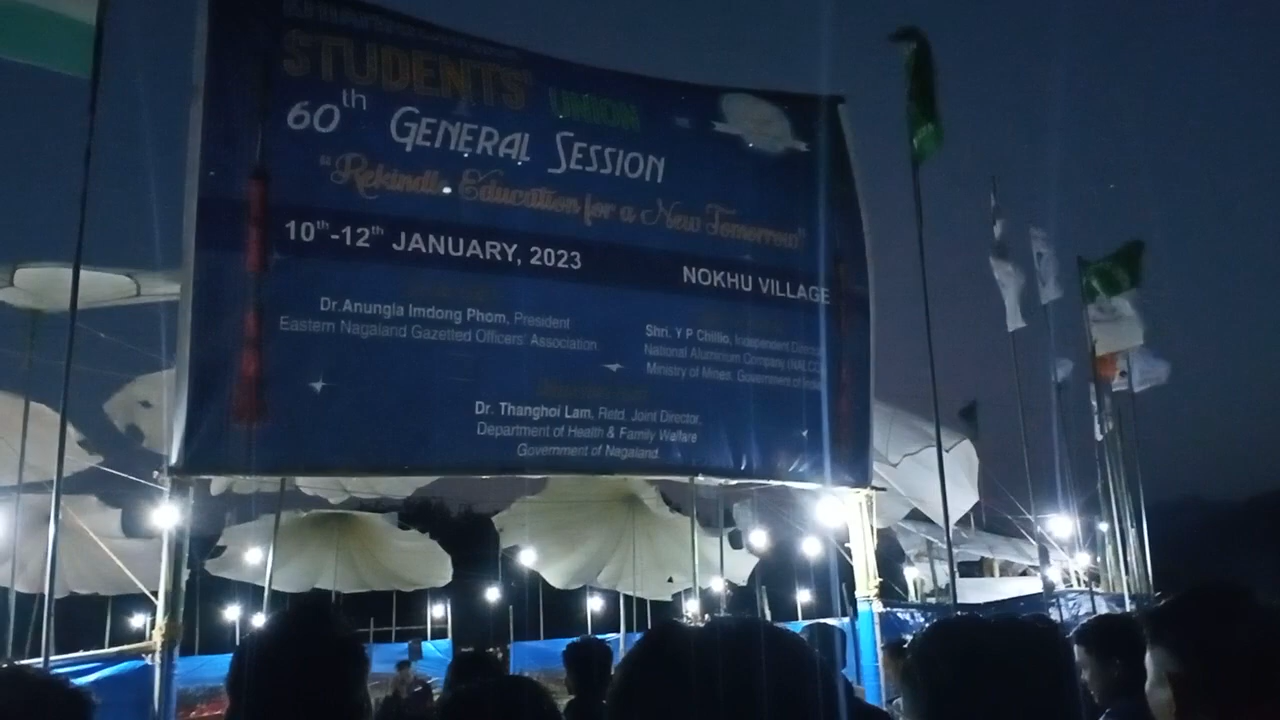 STUDENTS' UNION
60th GENERAL SESSION
"Rekindle Education for a New Tomorrow"
10th-12th JANUARY, 2023
NOKHU VILLAGE
Dr.Anungla Imdong Phom, President
Eastern Nagaland Gazetted Officers' Association.
Shri. Y P Chillio, Independent
National Aluminium Company (NALCO
Ministry of Mines, Government of
Dr. Thanghoi Lam, Retd. Joint Director,
Department of Health & Family Welfare
Government of Nagaland.